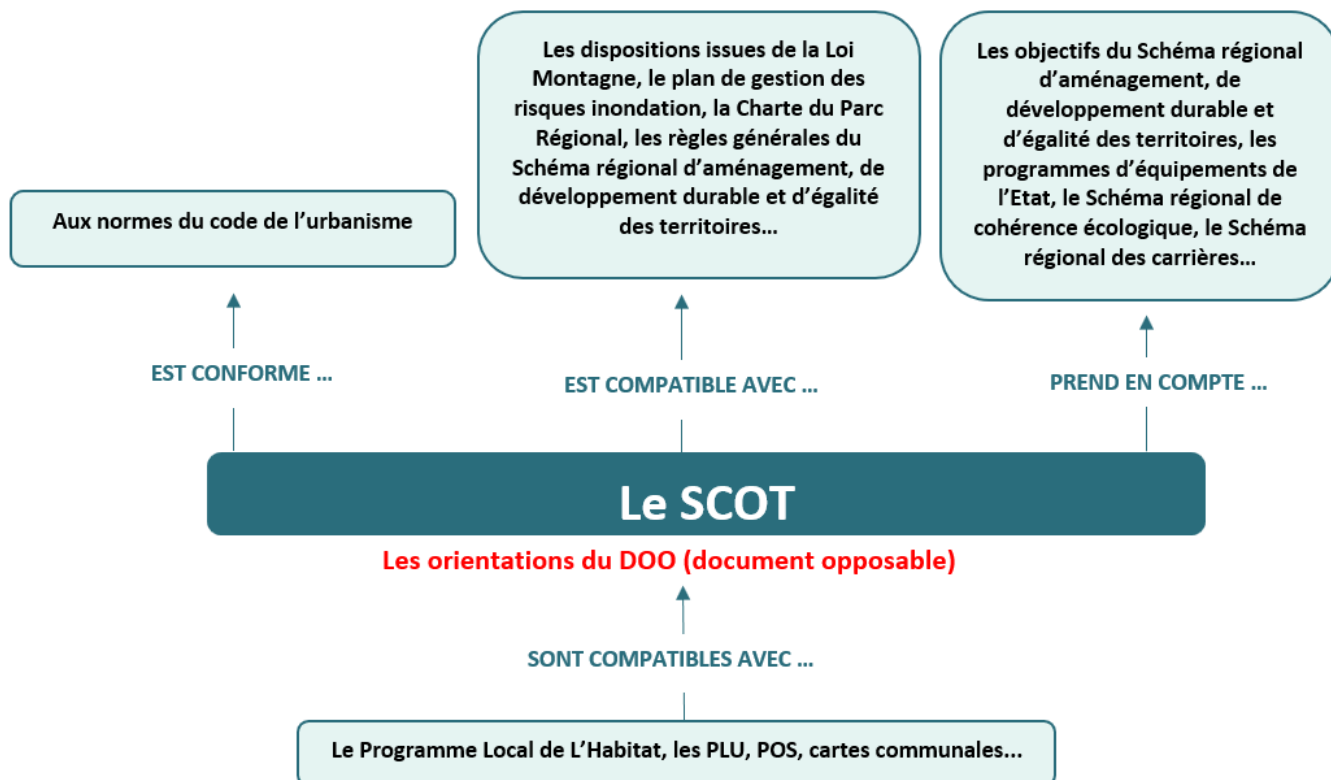 Aux normes du code de l’urbanisme
Les dispositions issues de la Loi
Montagne, le plan de gestion des
risques inondation, la Charte du Parc
Régional, les règles générales du
Schéma régional d’aménagement, de
développement durable et d’égalité
des territoires…
Les objectifs du Schéma régional
d’aménagement, de
développement durable et
d’égalité des territoires, les
programmes d’équipements de
l’Etat, le Schéma régional de
cohérence écologique, le Schéma
régional des carrières…
EST CONFORME …
EST COMPATIBLE AVEC …
PREND EN COMPTE …
Le SCOT
Les orientations du DOO (document opposable)
SONT COMPATIBLES AVEC …
Le Programme Local de L’Habitat, les PLU, POS, cartes communales...